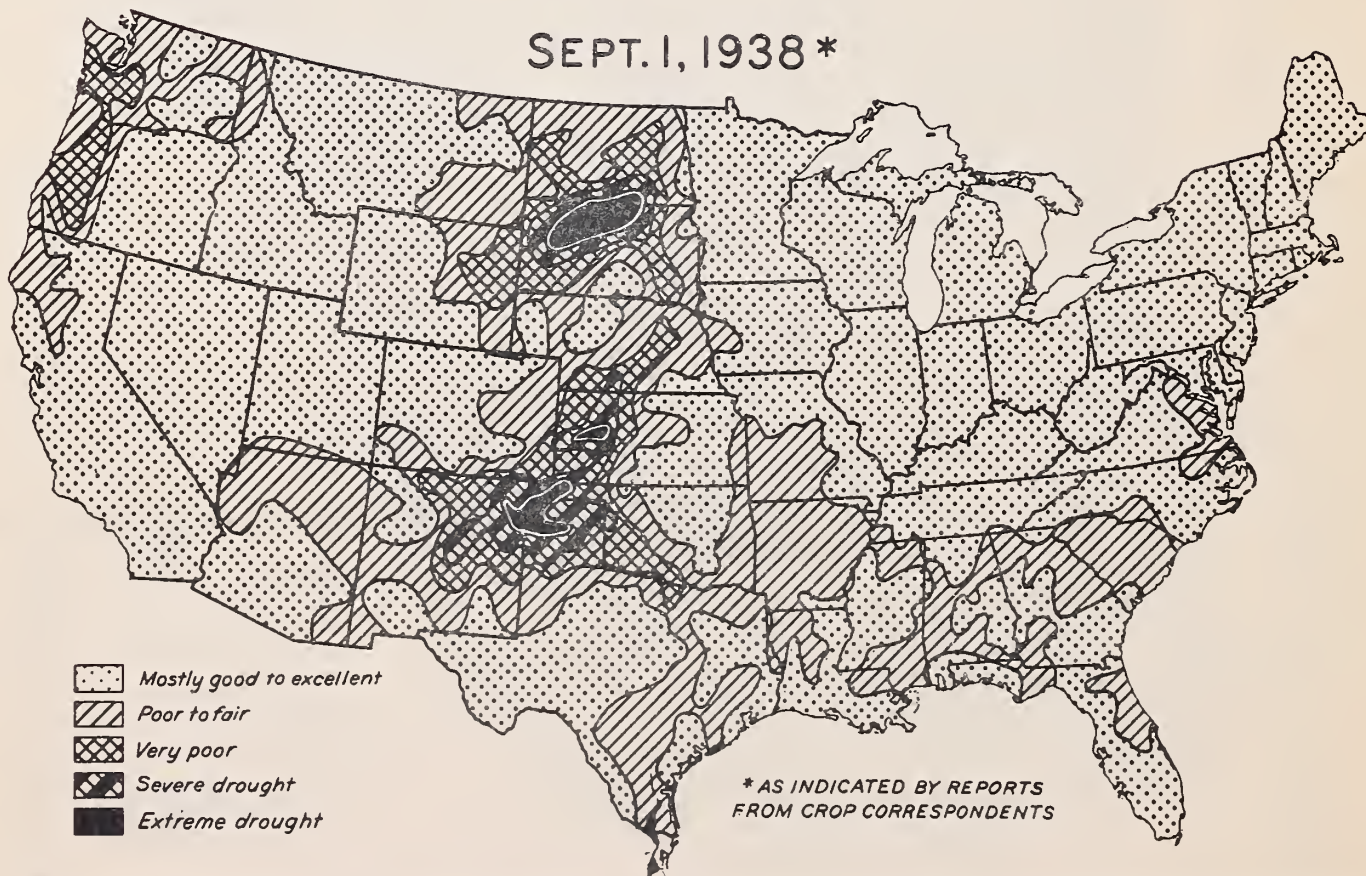 SEPT. 1, 1938*
Mostly good to excellent
Poor to fair
Very poor
Severe drought
Extreme drought
* AS INDICATED BY REPORTS
FROM CROP CORRESPONDENTS